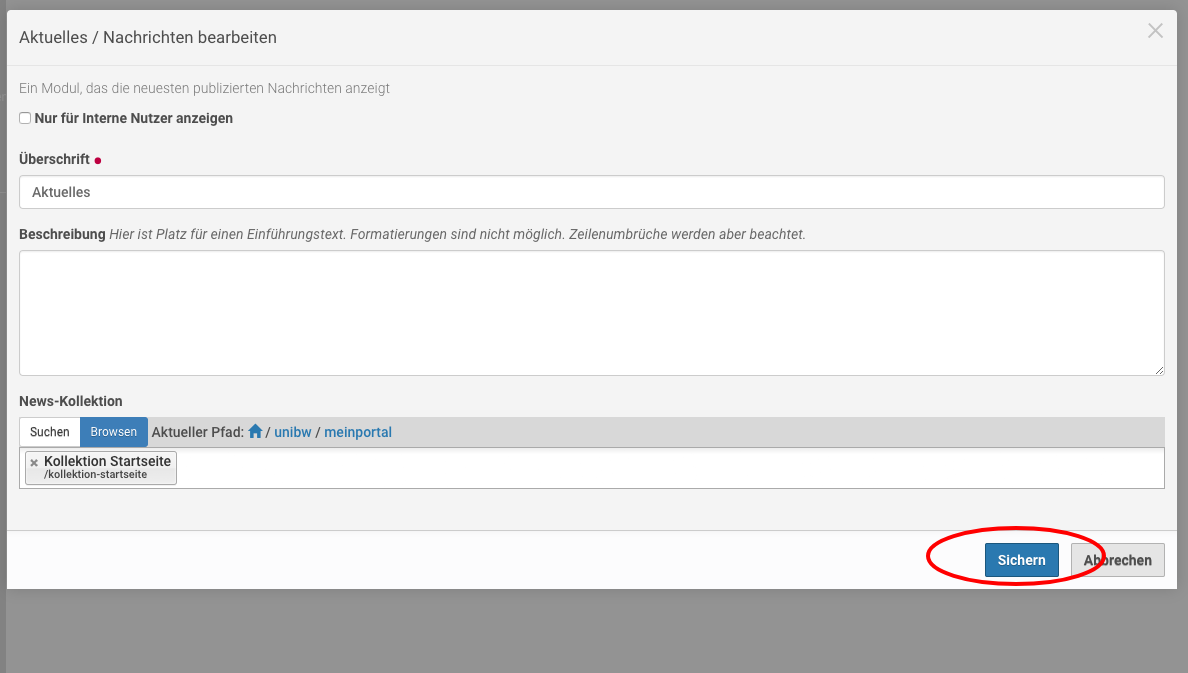 Aktuelles / Nachrichten bearbeiten
Ein Modul, das die neuesten publizierten Nachrichten anzeigt
Nur für Interne Nutzer anzeigen
Überschrift
Aktuelles
Beschreibung Hier ist Platz für einen Einführungstext. Formatierungen sind nicht möglich. Zeilenumbrüche werden aber beachtet.
News-Kollektion
Suchen Browsen Aktueller Pfad: / unibw / meinportal
Kollektion Startseite
/kollektion-startseite
Sichern Abbrechen